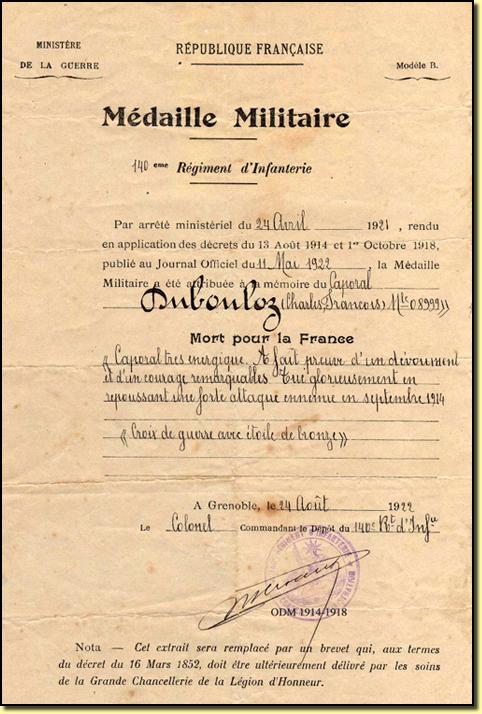 MINISTÈRE
DE LA GUERRE
RÉPUBLIQUE FRANÇAISE
Modèle B.
Médaille Militaire
140 eme Régiment d'Infanterie
Par arrêté ministériel du 24 Avril 1921, rendu
en application des décrets du 13 Août 1914 et 1er Octobre 1918,
publié au Journal Officiel du 11 Mai 1922 la Médaille
Militaire a été attribuée à la mémoire du Caporal
Dubouloz (Charles, Francois) Mle 08999 »
Mort pour la France
« Caporal très energique. A fait preuve d'un dévoument
et d'un courage remarquables Tué glorieusement en
repoussant une forte attaque ennemie en septembre 1914
« Croix de guerre avec étoile de bronze »
A Grenoble, le 24 Août 1922
Le Colonel Commandant le Dépôt du 140e Rt d'Infie
RÉGIMENT D'INFANTERIE
ODM 1914-1918
Nota — Cet extrait sera remplacé par un brevet qui, aux termes
du décret du 16 Mars 1852, doit être ultérieurement délivré par les soins
de la Grande Chancellerie de la Légion d'Honneur.